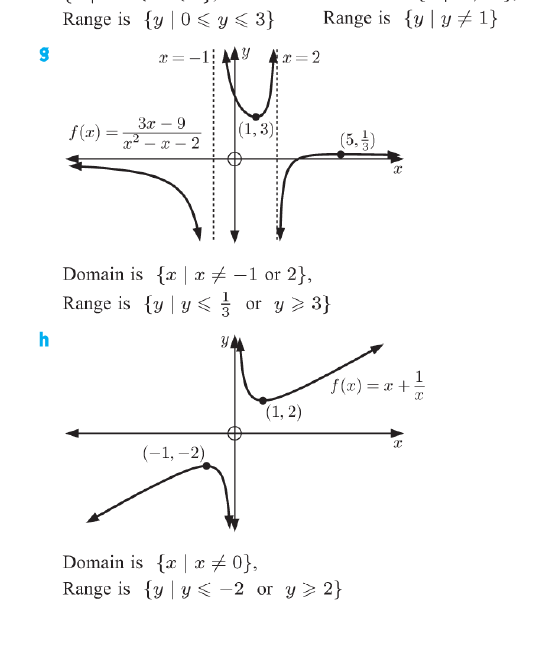 Range is {y | 0 ⩽ y ⩽ 3}
Range is {y | y ≠ 1}
g
x = −1
y
x = 2
f(x) = (3x − 9)/(x² − x − 2)
(1, 3)
(5, 1/3)
x
Domain is {x | x ≠ −1 or 2},
Range is {y | y ⩽ 1/3 or y ⩾ 3}
h
y
f(x) = x + 1/x
(1, 2)
x
(−1, −2)
Domain is {x | x ≠ 0},
Range is {y | y ⩽ −2 or y ⩾ 2}